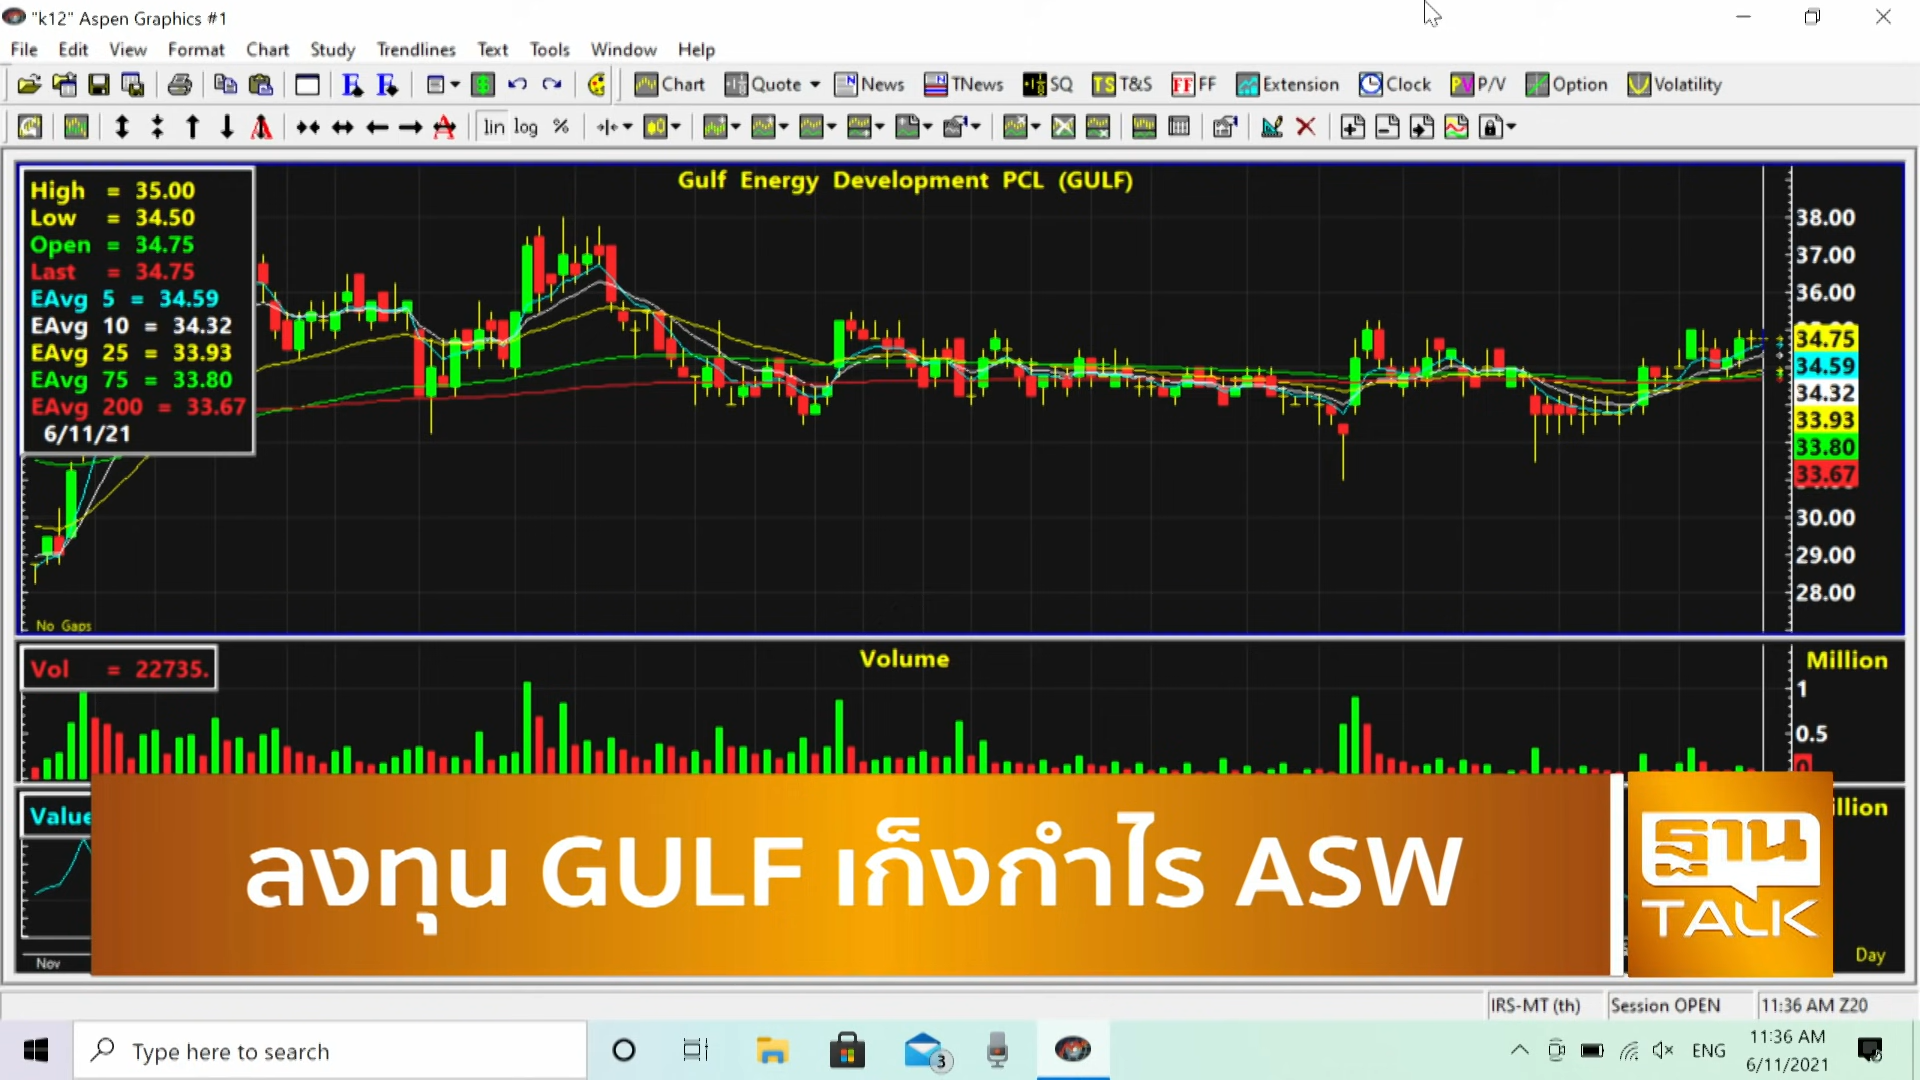 "k12" Aspen Graphics #1
File Edit View Format Chart Study Trendlines Text Tools Window Help
Chart Quote News TNews SQ T&S FF Extension Clock P/V Option Volatility
lin log %
Gulf Energy Development PCL (GULF)
High = 35.00
Low = 34.50
Open = 34.75
Last = 34.75
EAvg 5 = 34.59
EAvg 10 = 34.32
EAvg 25 = 33.93
EAvg 75 = 33.80
EAvg 200 = 33.67
6/11/21
38.00
37.00
36.00
34.75
34.59
34.32
33.93
33.80
33.67
30.00
29.00
28.00
No Gaps
Vol = 22735.
Volume
Million
1
0.5
0
Value
illion
ลงทุน GULF เก็งกำไร ASW
ฐาน
TALK
Nov
Day
IRS-MT (th) Session OPEN 11:36 AM Z20
Type here to search
3
ENG
11:36 AM
6/11/2021